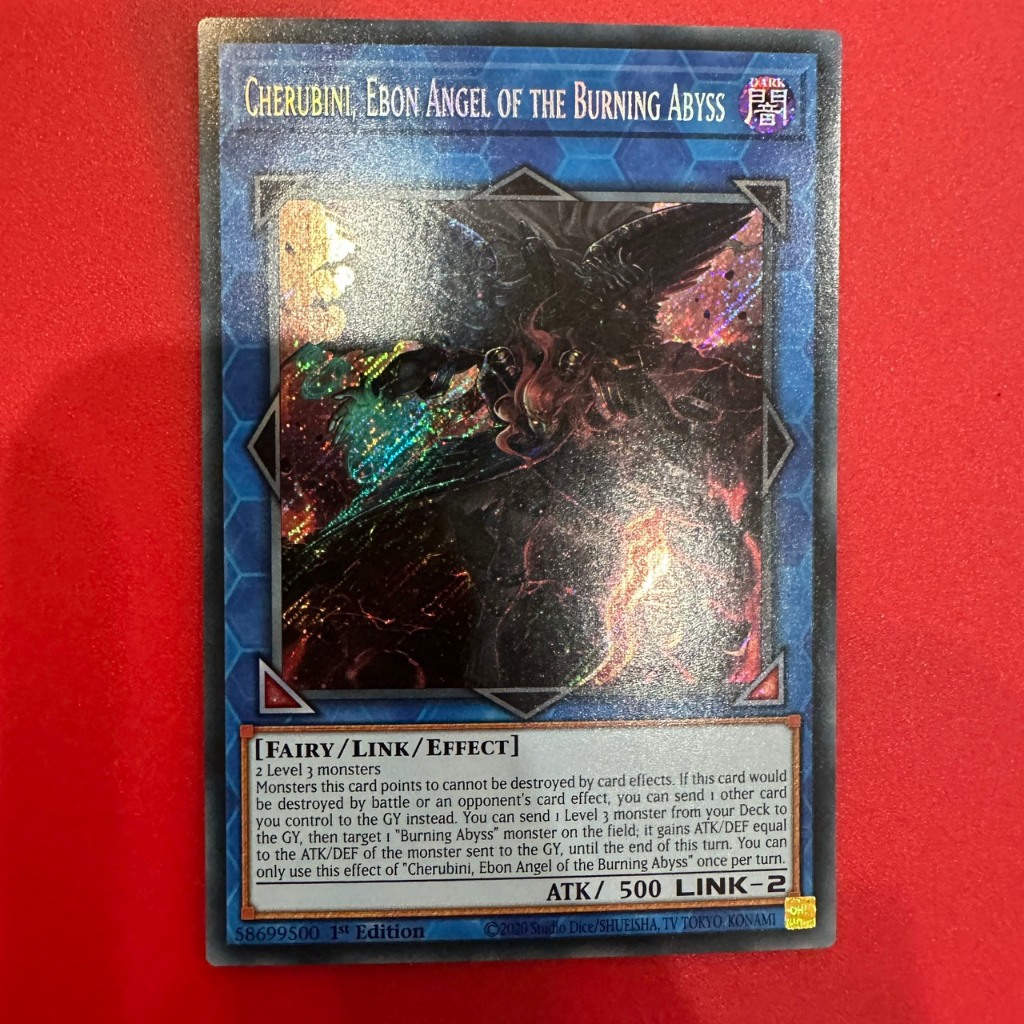 CHERUBINI, EBON ANGEL OF THE BURNING ABYSS
DARK
闇
[FAIRY/LINK/EFFECT]
2 Level 3 monsters
Monsters this card points to cannot be destroyed by card effects. If this card would
be destroyed by battle or an opponent's card effect, you can send 1 other card
you control to the GY instead. You can send 1 Level 3 monster from your Deck to
the GY, then target 1 "Burning Abyss" monster on the field; it gains ATK/DEF equal
to the ATK/DEF of the monster sent to the GY, until the end of this turn. You can
only use this effect of "Cherubini, Ebon Angel of the Burning Abyss" once per turn.
ATK/ 500 LINK-2
58699500 1st Edition
©2020 Studio Dice/SHUEISHA, TV TOKYO, KONAMI